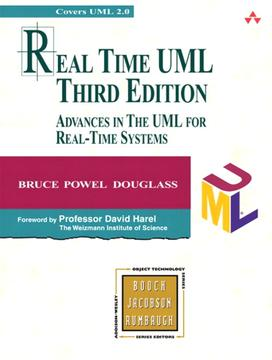 Covers UML 2.0
REAL TIME UML
THIRD EDITION
ADVANCES IN THE UML FOR
REAL-TIME SYSTEMS
BRUCE POWEL DOUGLASS
Foreword by Professor David Harel
The Weizmann Institute of Science
UML
OBJECT TECHNOLOGY SERIES
ADDISON-WESLEY
BOOCH
JACOBSON
RUMBAUGH
SERIES EDITORS